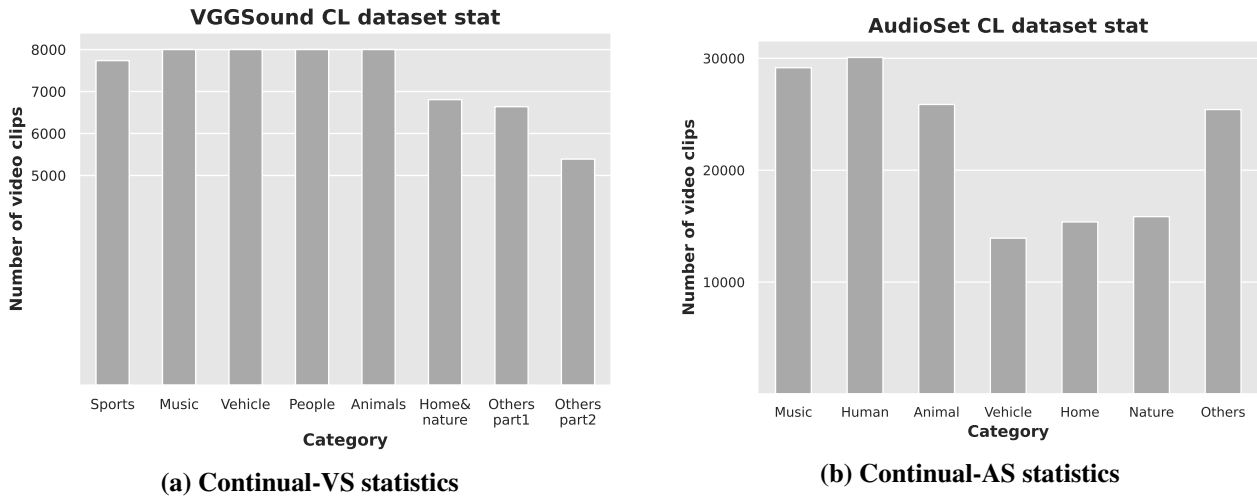 VGGSound CL dataset stat
Number of video clips
8000
7000
6000
5000
Sports Music Vehicle People Animals Home& Others Others
nature part1 part2
Category
(a) Continual-VS statistics
AudioSet CL dataset stat
Number of video clips
30000
20000
10000
Music Human Animal Vehicle Home Nature Others
Category
(b) Continual-AS statistics